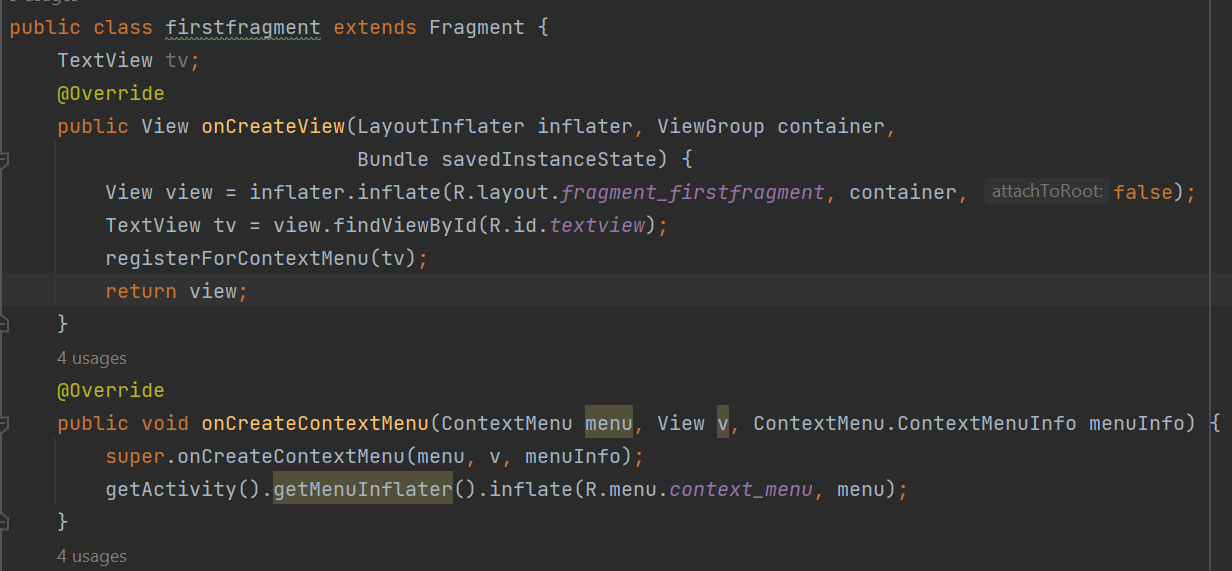 public class firstfragment extends Fragment {
TextView tv;
@Override
public View onCreateView(LayoutInflater inflater, ViewGroup container,
Bundle savedInstanceState) {
View view = inflater.inflate(R.layout.fragment_firstfragment, container, attachToRoot: false);
TextView tv = view.findViewById(R.id.textview);
registerForContextMenu(tv);
return view;
}
4 usages
@Override
public void onCreateContextMenu(ContextMenu menu, View v, ContextMenu.ContextMenuInfo menuInfo) {
super.onCreateContextMenu(menu, v, menuInfo);
getActivity().getMenuInflater().inflate(R.menu.context_menu, menu);
}
4 usages